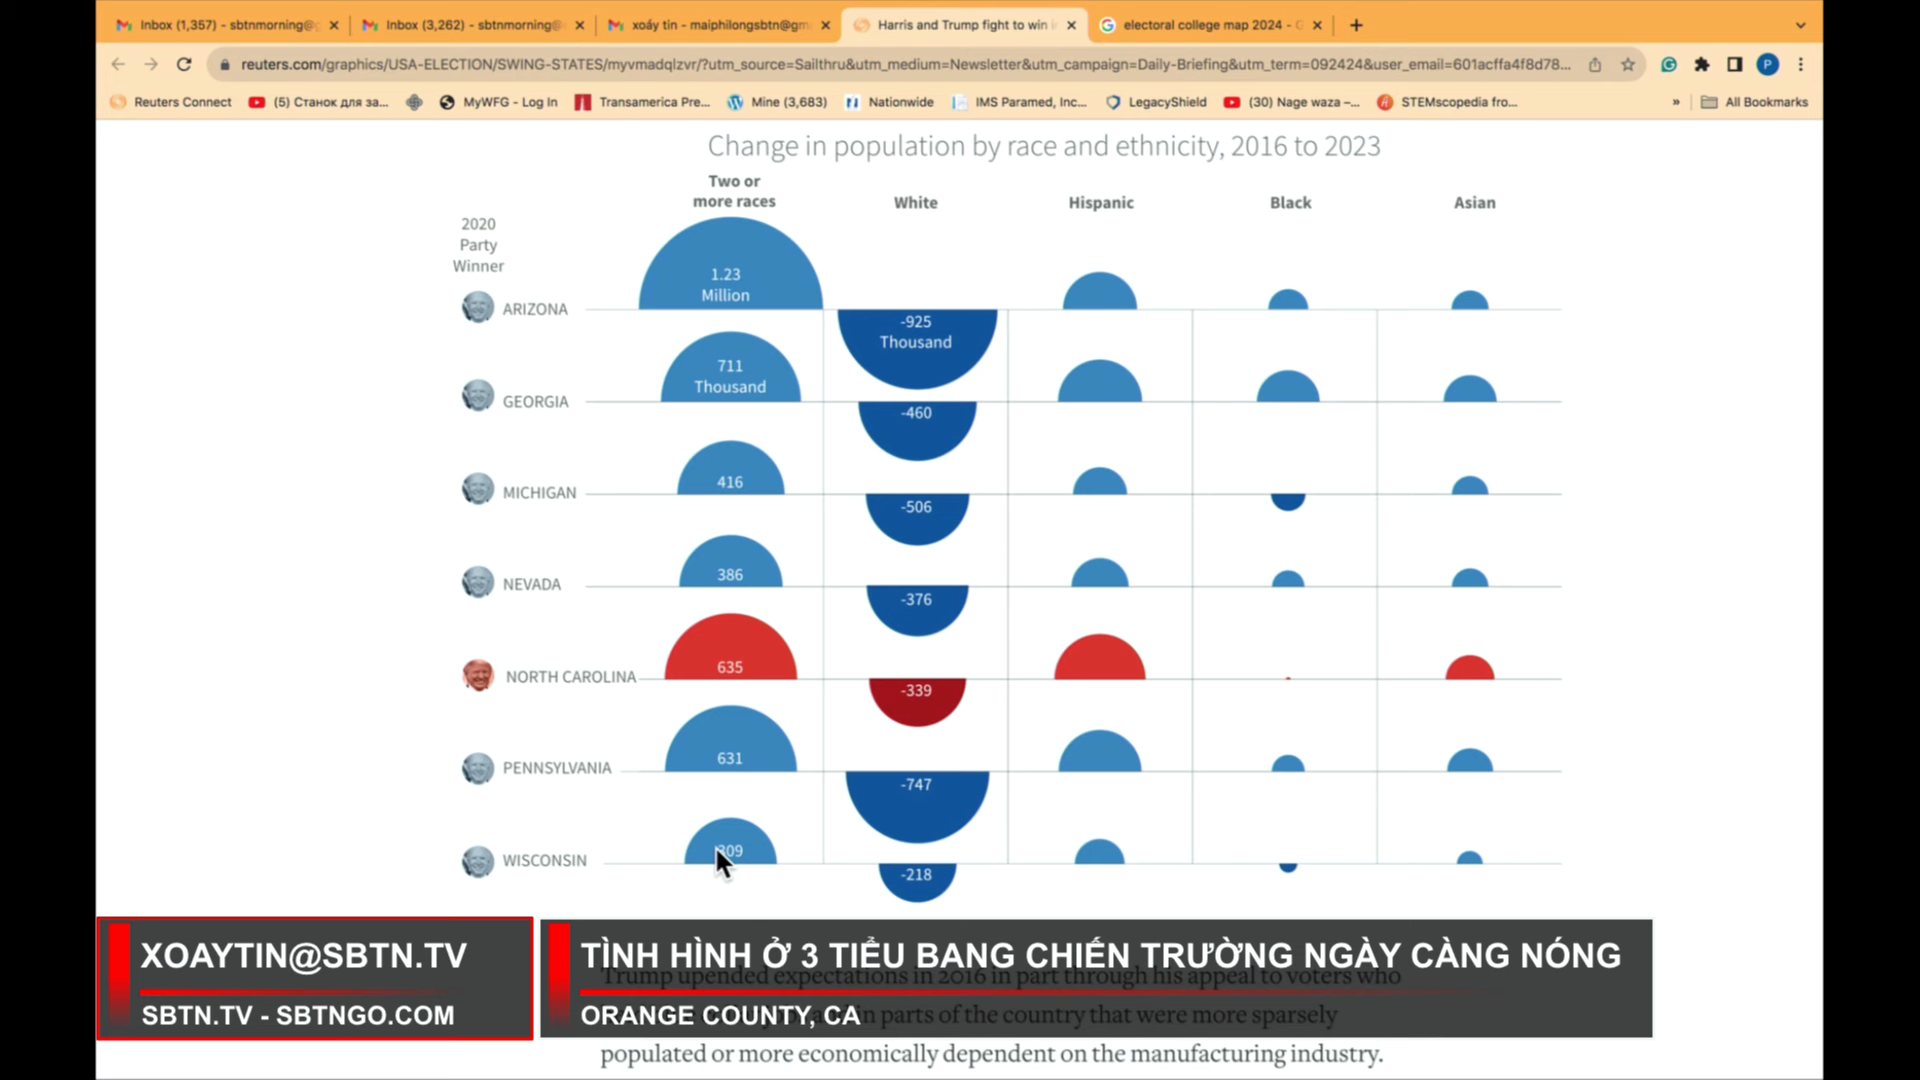 Inbox (1,357) - sbtnmorning@g
Inbox (3,262) - sbtnmorning@
xoáy tin - maiphilongsbtn@gm
Harris and Trump fight to win
electoral college map 2024 - G
reuters.com/graphics/USA-ELECTION/SWING-STATES/myvmadqlzvr/?utm_source=Sailthru&utm_medium=Newsletter&utm_campaign=Daily-Briefing&utm_term=092424&user_email=601acffa4f8d78...
P
Reuters Connect
(5) Станок для за...
MyWFG - Log In
Transamerica Pre...
Mine (3,683)
Nationwide
IMS Paramed, Inc...
LegacyShield
(30) Nage waza –...
STEMscopedia fro...
»
All Bookmarks
Change in population by race and ethnicity, 2016 to 2023
Two or
more races
White
Hispanic
Black
Asian
2020
Party
Winner
ARIZONA
1.23
Million
-925
Thousand
GEORGIA
711
Thousand
-460
MICHIGAN
416
-506
NEVADA
386
-376
NORTH CAROLINA
635
-339
PENNSYLVANIA
631
-747
WISCONSIN
309
-218
XOAYTIN@SBTN.TV
SBTN.TV - SBTNGO.COM
TÌNH HÌNH Ở 3 TIỂU BANG CHIẾN TRƯỜNG NGÀY CÀNG NÓNG
ORANGE COUNTY, CA
Trump upended expectations in 2016 in part through his appeal to voters who
in parts of the country that were more sparsely
populated or more economically dependent on the manufacturing industry.